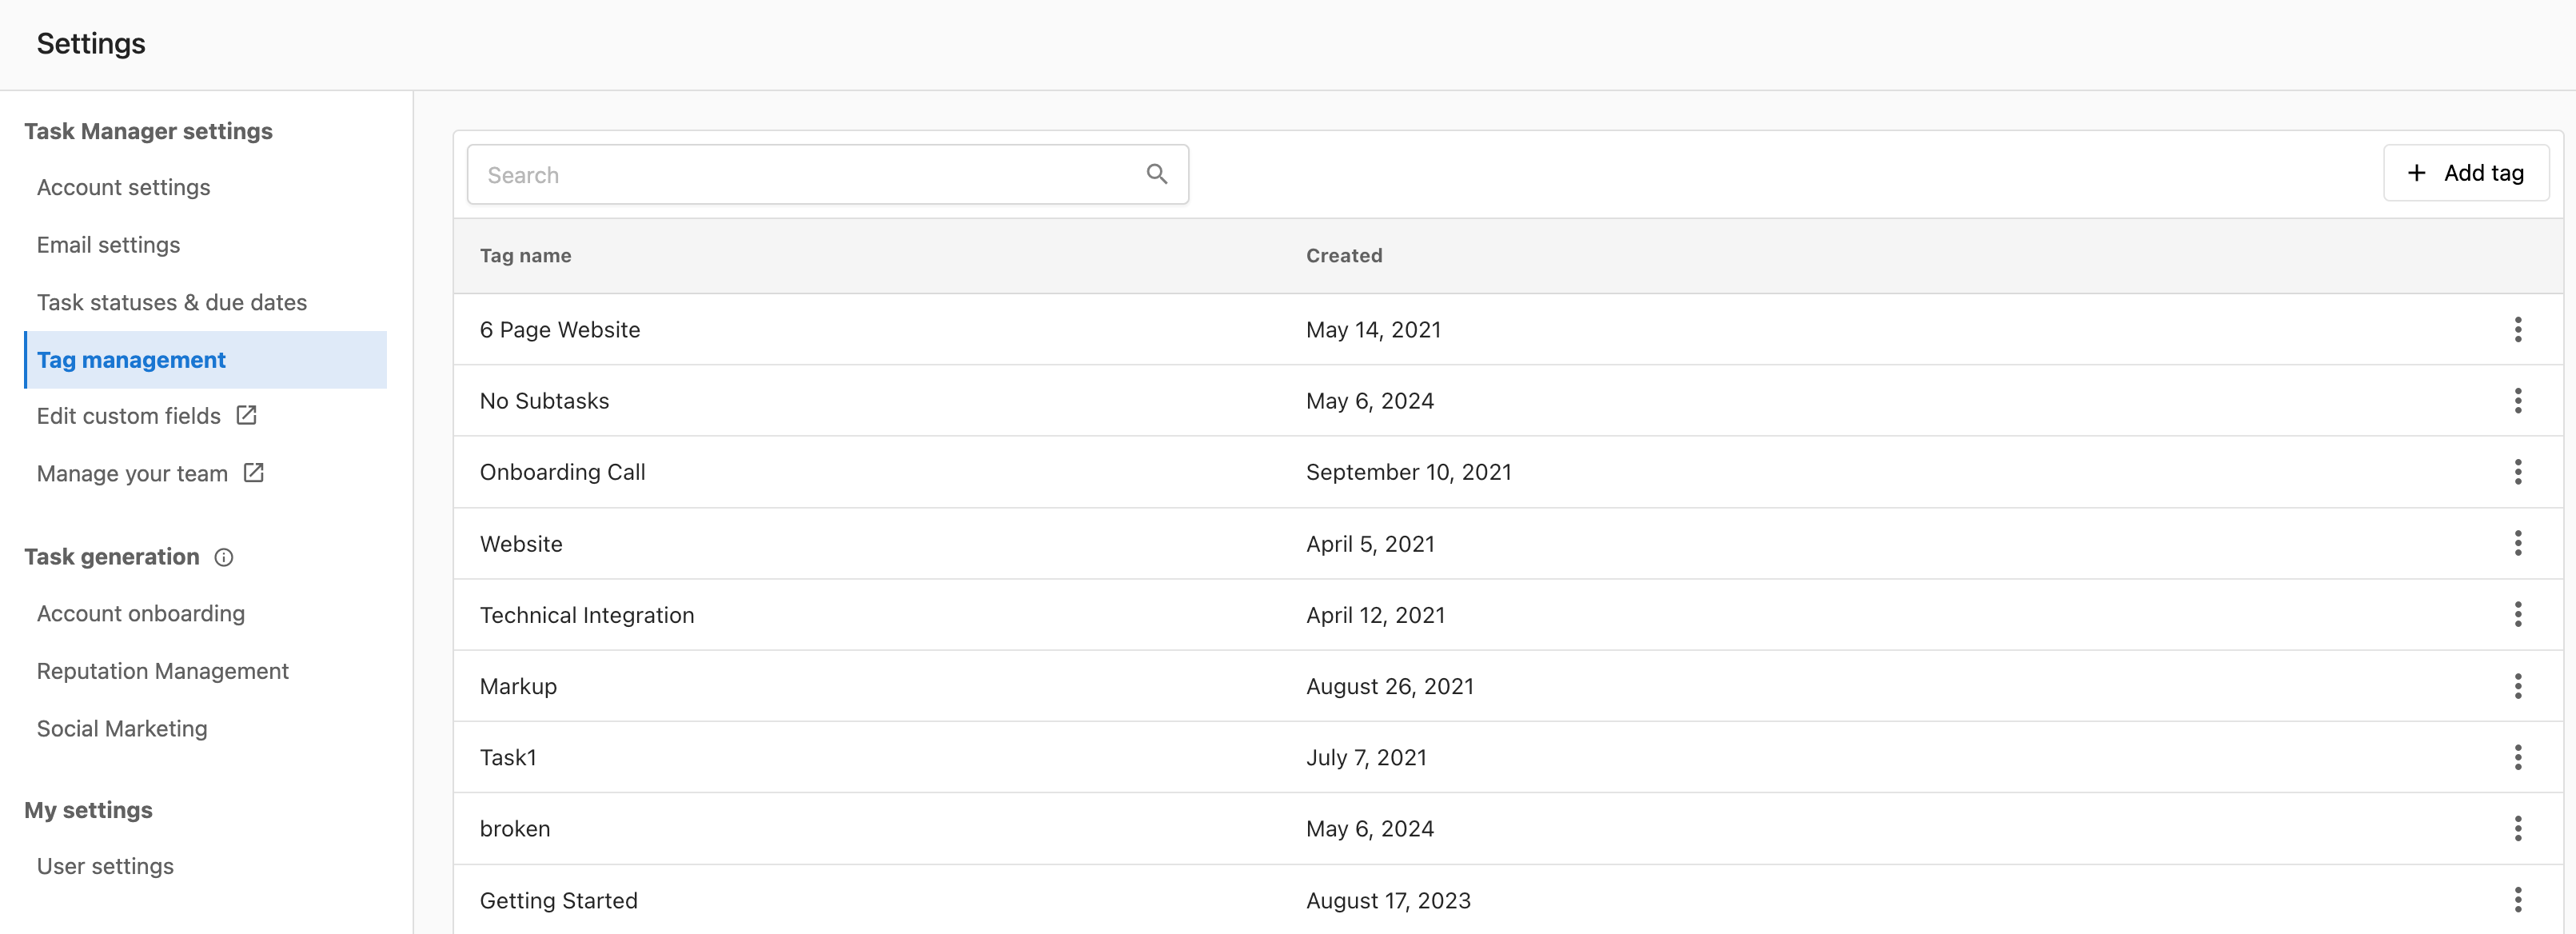 Settings
Task Manager settings
Account settings
Email settings
Task statuses & due dates
Tag management
Edit custom fields
Manage your team
Task generation
Account onboarding
Reputation Management
Social Marketing
My settings
User settings
Search
Add tag
Tag name Created
6 Page Website May 14, 2021
No Subtasks May 6, 2024
Onboarding Call September 10, 2021
Website April 5, 2021
Technical Integration April 12, 2021
Markup August 26, 2021
Task1 July 7, 2021
broken May 6, 2024
Getting Started August 17, 2023